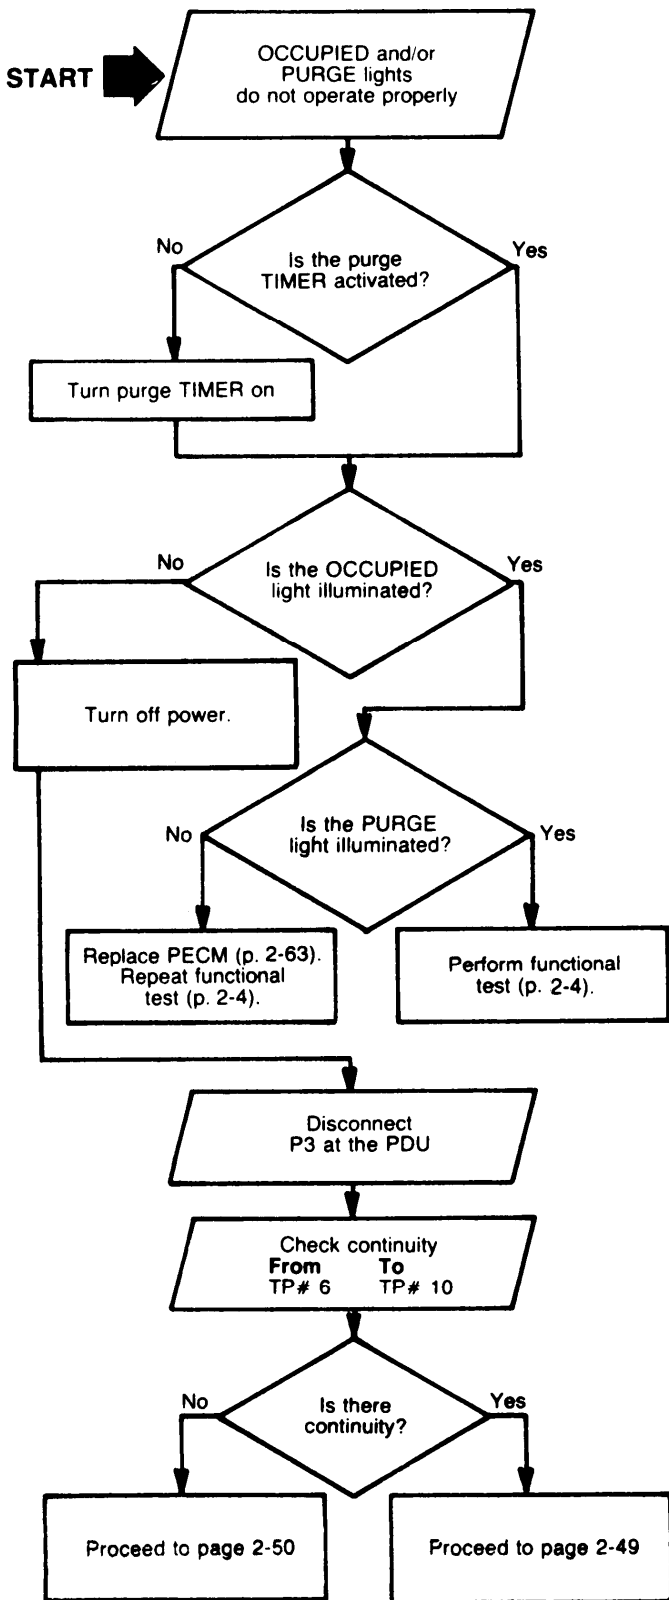 START
OCCUPIED and/or
PURGE lights
do not operate properly
Is the purge
TIMER activated?
No
Yes
Turn purge TIMER on
Is the OCCUPIED
light illuminated?
No
Yes
Turn off power.
Is the PURGE
light illuminated?
No
Yes
Replace PECM (p. 2-63).
Repeat functional
test (p. 2-4).
Perform functional
test (p. 2-4).
Disconnect
P3 at the PDU
Check continuity
From To
TP# 6 TP# 10
Is there
continuity?
No
Yes
Proceed to page 2-50
Proceed to page 2-49